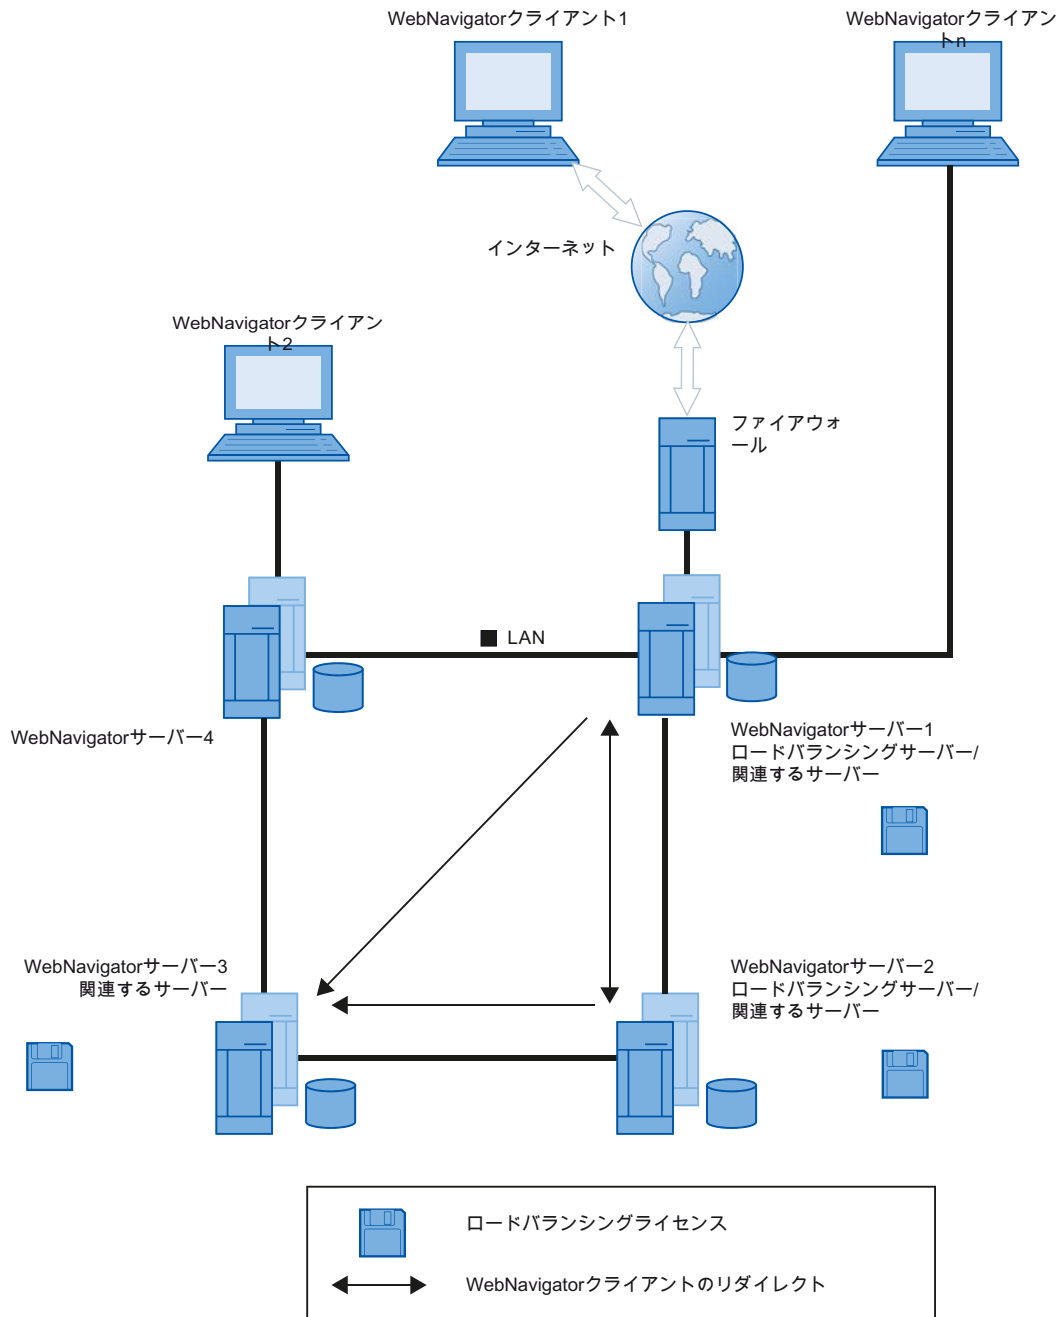 WebNavigatorクライアント1
WebNavigatorクライアン
トn
インターネット
WebNavigatorクライアン
ト2
ファイアウォ
ール
LAN
WebNavigatorサーバー4
WebNavigatorサーバー1
ロードバランシングサーバー/
関連するサーバー
WebNavigatorサーバー3
関連するサーバー
WebNavigatorサーバー2
ロードバランシングサーバー/
関連するサーバー
ロードバランシングライセンス
WebNavigatorクライアントのリダイレクト